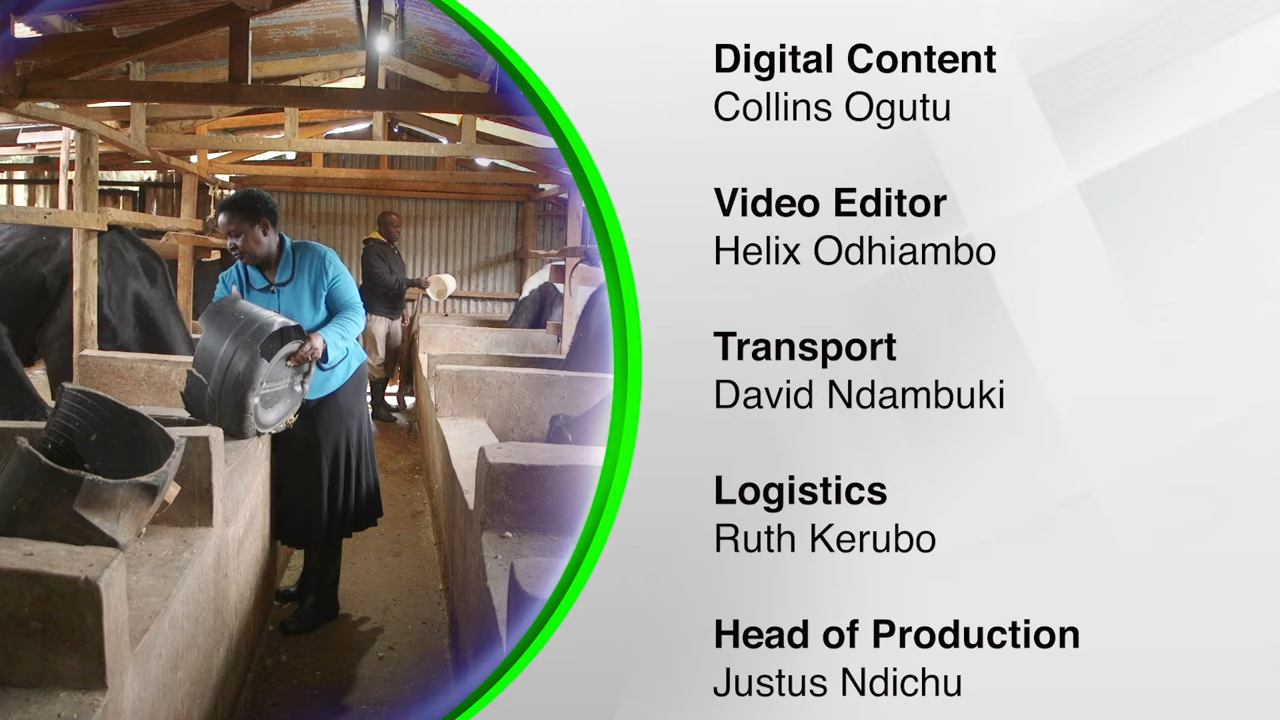 Digital Content
Collins Ogutu
Video Editor
Helix Odhiambo
Transport
David Ndambuki
Logistics
Ruth Kerubo
Head of Production
Justus Ndichu